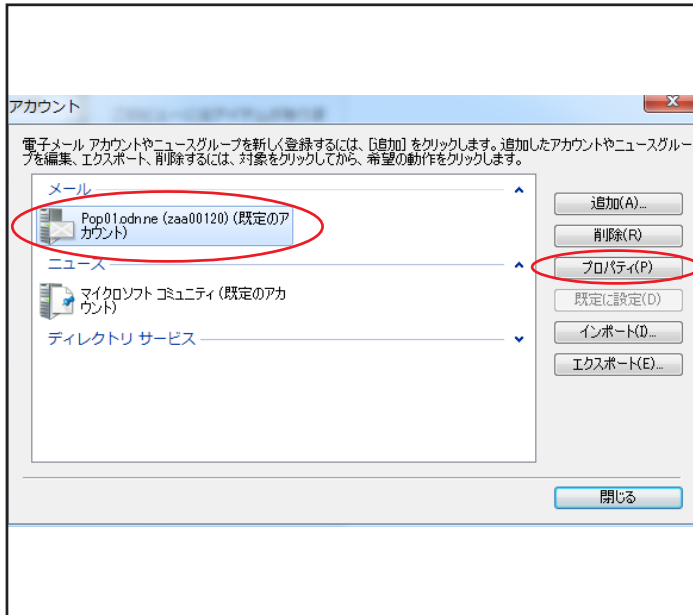 アカウント
電子メール アカウントやニュースグループを新しく登録するには、[追加] をクリックします。追加したアカウントやニュースグルー
プを編集、エクスポート、削除するには、対象をクリックしてから、希望の動作をクリックします。
メール
Pop01.odn.ne (zaa00120) (既定のア
カウント)
ニュース
マイクロソフト コミュニティ (既定のアカ
ウント)
ディレクトリ サービス
追加(A)...
削除(R)
プロパティ(P)
既定に設定(D)
インポート(I)...
エクスポート(E)...
閉じる